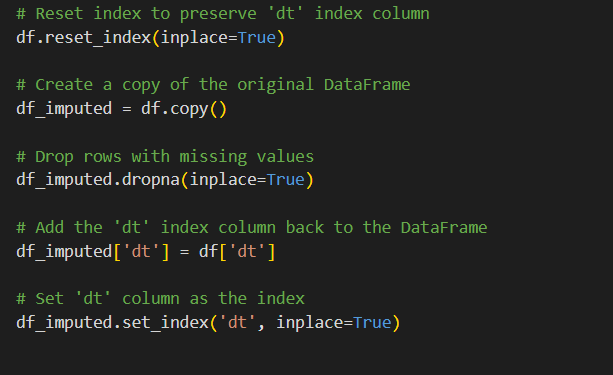 # Reset index to preserve 'dt' index column
df.reset_index(inplace=True)
# Create a copy of the original DataFrame
df_imputed = df.copy()
# Drop rows with missing values
df_imputed.dropna(inplace=True)
# Add the 'dt' index column back to the DataFrame
df_imputed['dt'] = df['dt']
# Set 'dt' column as the index
df_imputed.set_index('dt', inplace=True)